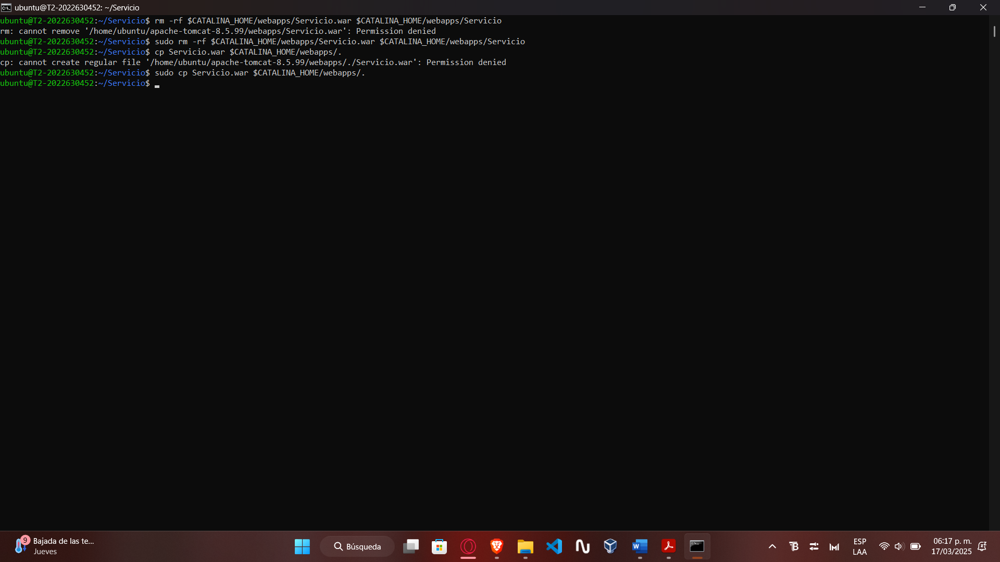 ubuntu@T2-2022630452: ~/Servicio
ubuntu@T2-2022630452:~/Servicio$ rm -rf $CATALINA_HOME/webapps/Servicio.war $CATALINA_HOME/webapps/Servicio
rm: cannot remove '/home/ubuntu/apache-tomcat-8.5.99/webapps/Servicio.war': Permission denied
ubuntu@T2-2022630452:~/Servicio$ sudo rm -rf $CATALINA_HOME/webapps/Servicio.war $CATALINA_HOME/webapps/Servicio
ubuntu@T2-2022630452:~/Servicio$ cp Servicio.war $CATALINA_HOME/webapps/.
cp: cannot create regular file '/home/ubuntu/apache-tomcat-8.5.99/webapps/./Servicio.war': Permission denied
ubuntu@T2-2022630452:~/Servicio$ sudo cp Servicio.war $CATALINA_HOME/webapps/.
ubuntu@T2-2022630452:~/Servicio$
9
Bajada de las te...
Jueves
Búsqueda
ESP
LAA
06:17 p. m.
17/03/2025